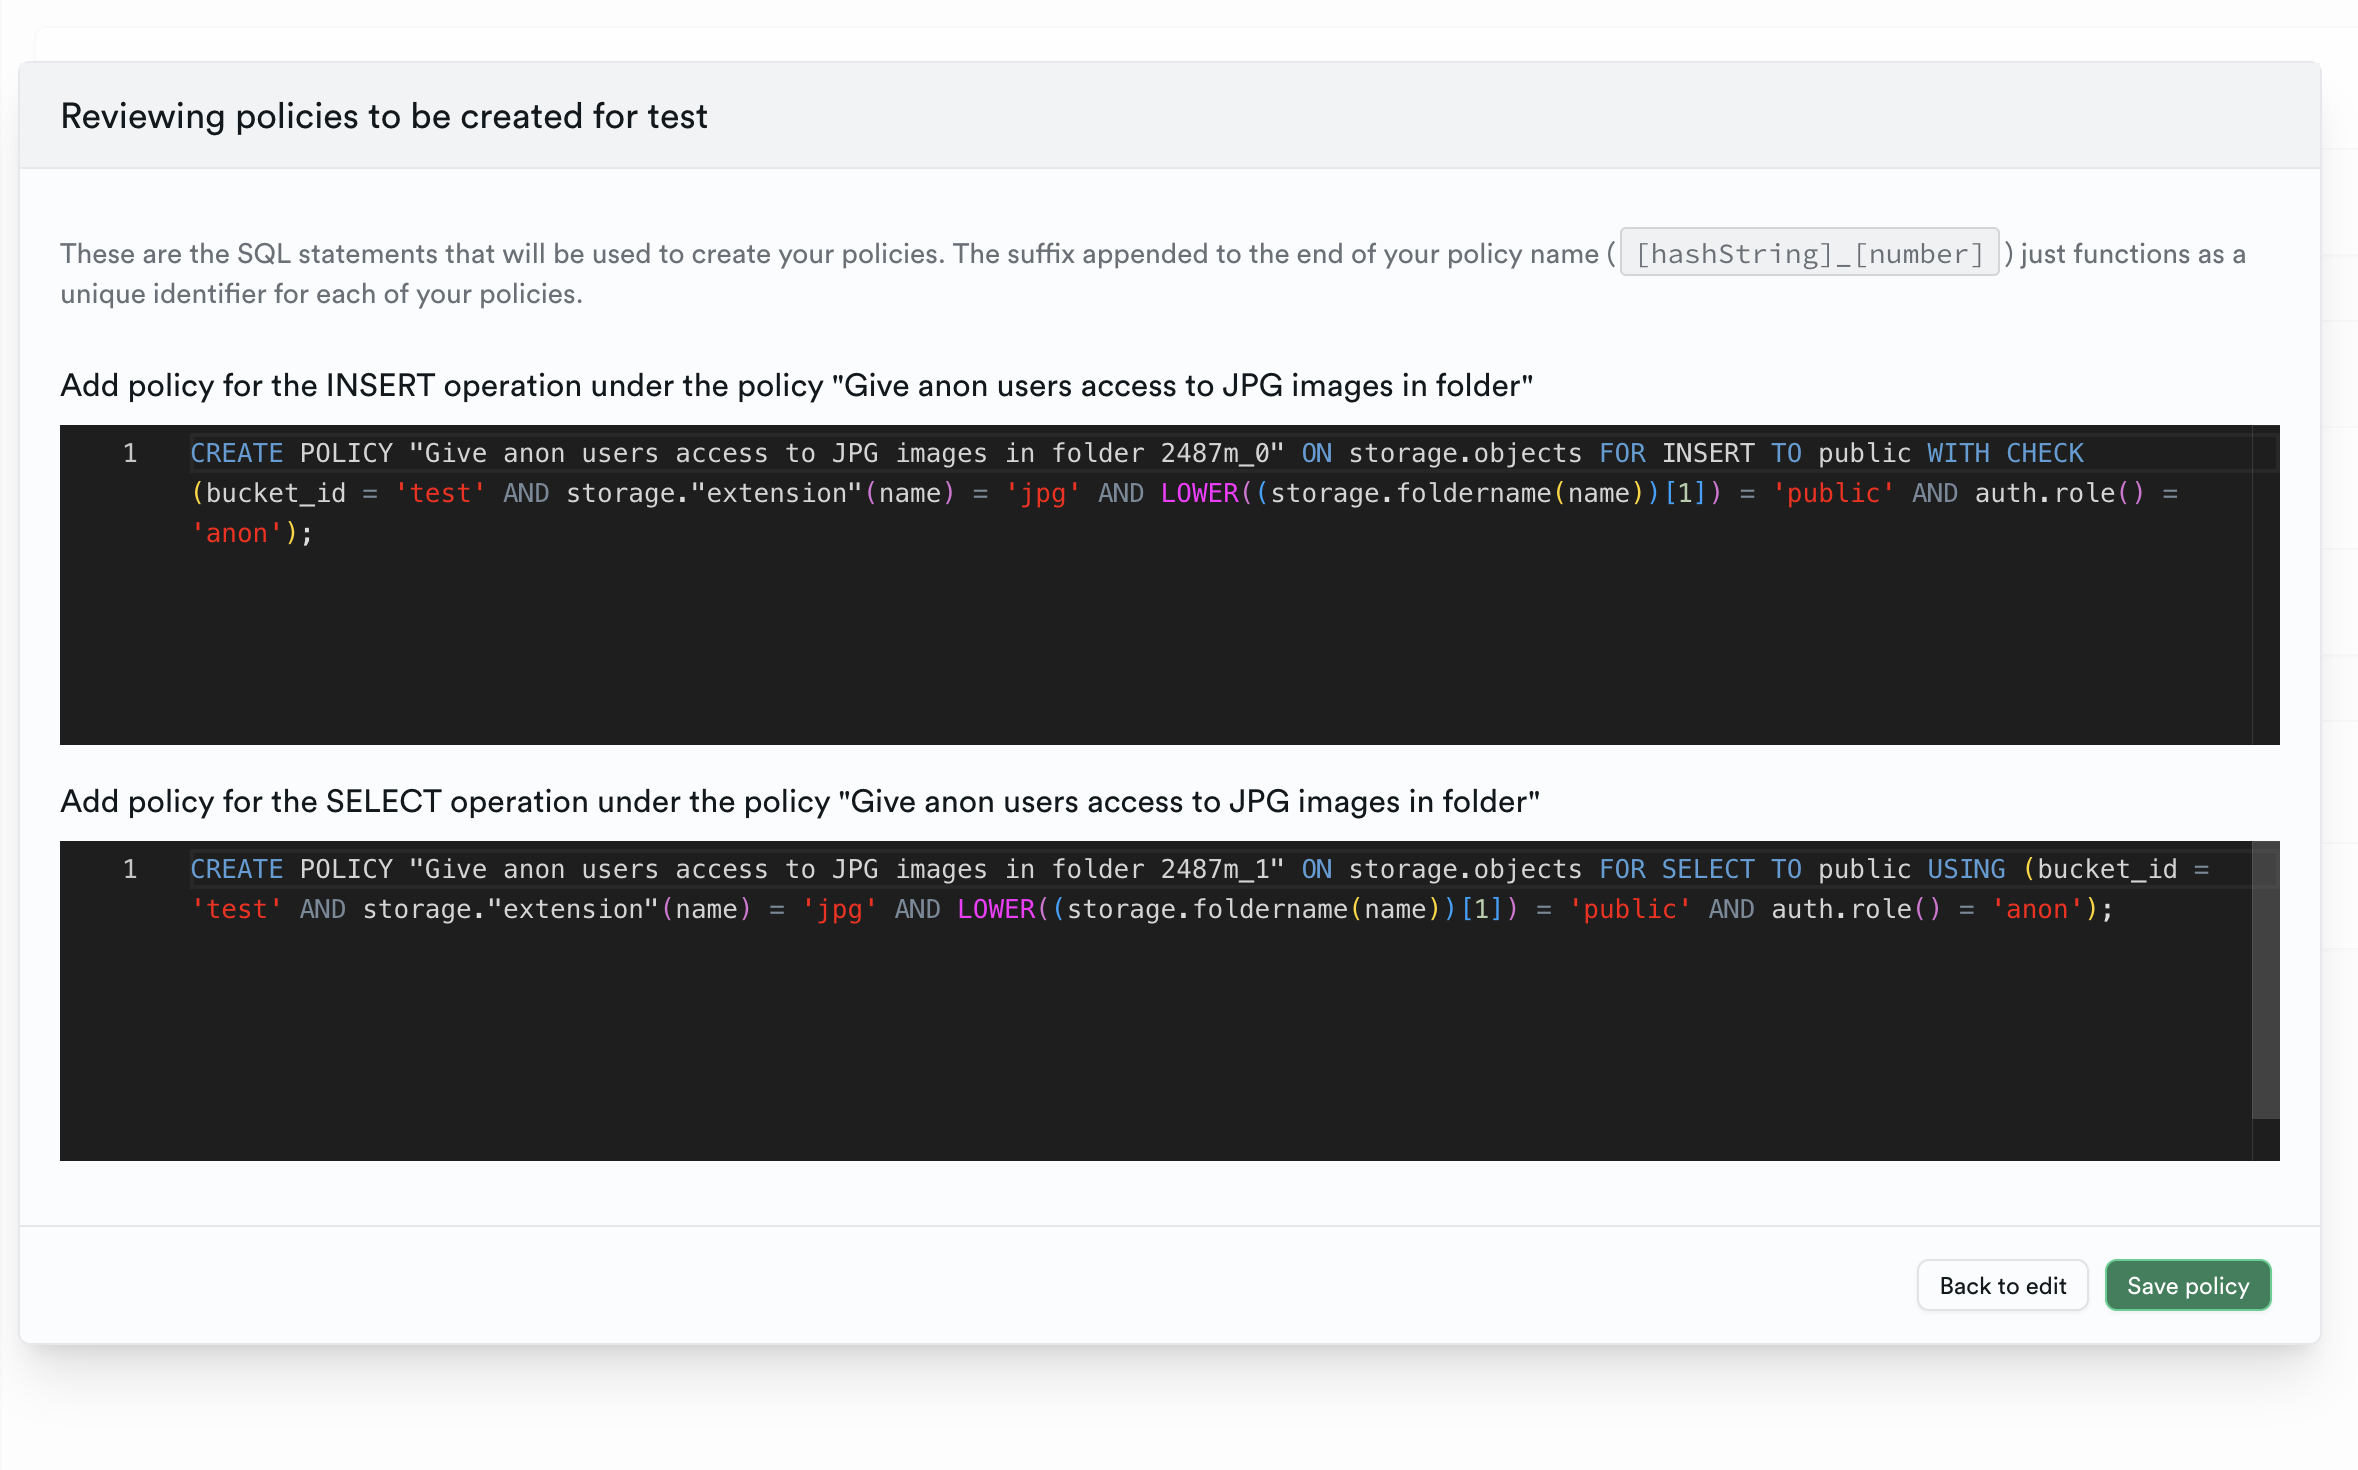 Reviewing policies to be created for test
These are the SQL statements that will be used to create your policies. The suffix appended to the end of your policy name ( [hashString]_[number] ) just functions as a
unique identifier for each of your policies.
Add policy for the INSERT operation under the policy "Give anon users access to JPG images in folder"
1 CREATE POLICY "Give anon users access to JPG images in folder 2487m_0" ON storage.objects FOR INSERT TO public WITH CHECK
(bucket_id = 'test' AND storage."extension"(name) = 'jpg' AND LOWER((storage.foldername(name))[1]) = 'public' AND auth.role() =
'anon');
Add policy for the SELECT operation under the policy "Give anon users access to JPG images in folder"
1 CREATE POLICY "Give anon users access to JPG images in folder 2487m_1" ON storage.objects FOR SELECT TO public USING (bucket_id =
'test' AND storage."extension"(name) = 'jpg' AND LOWER((storage.foldername(name))[1]) = 'public' AND auth.role() = 'anon');
Back to edit
Save policy